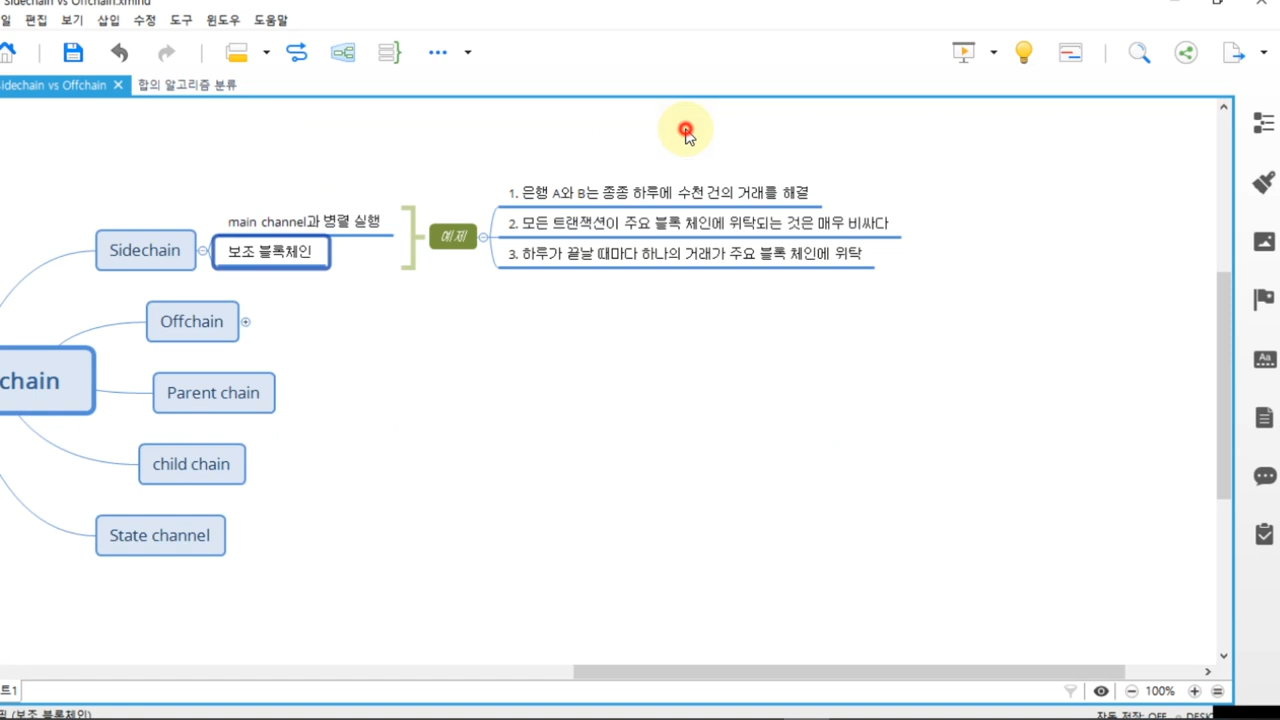 Sidechain vs Offchain.xmind
일 편집 보기 삽입 수정 도구 윈도우 도움말
idechain vs Offchain 합의 알고리즘 분류
1. 은행 A와 B는 종종 하루에 수천 건의 거래를 해결
main channel과 병렬 실행
2. 모든 트랜잭션이 주요 블록 체인에 위탁되는 것은 매우 비싸다
예제
Sidechain
보조 블록체인
3. 하루가 끝날 때마다 하나의 거래가 주요 블록 체인에 위탁
Offchain
chain
Parent chain
child chain
State channel
Aa
트1
100%
(보조 블록체인)
자동 저장: OFF